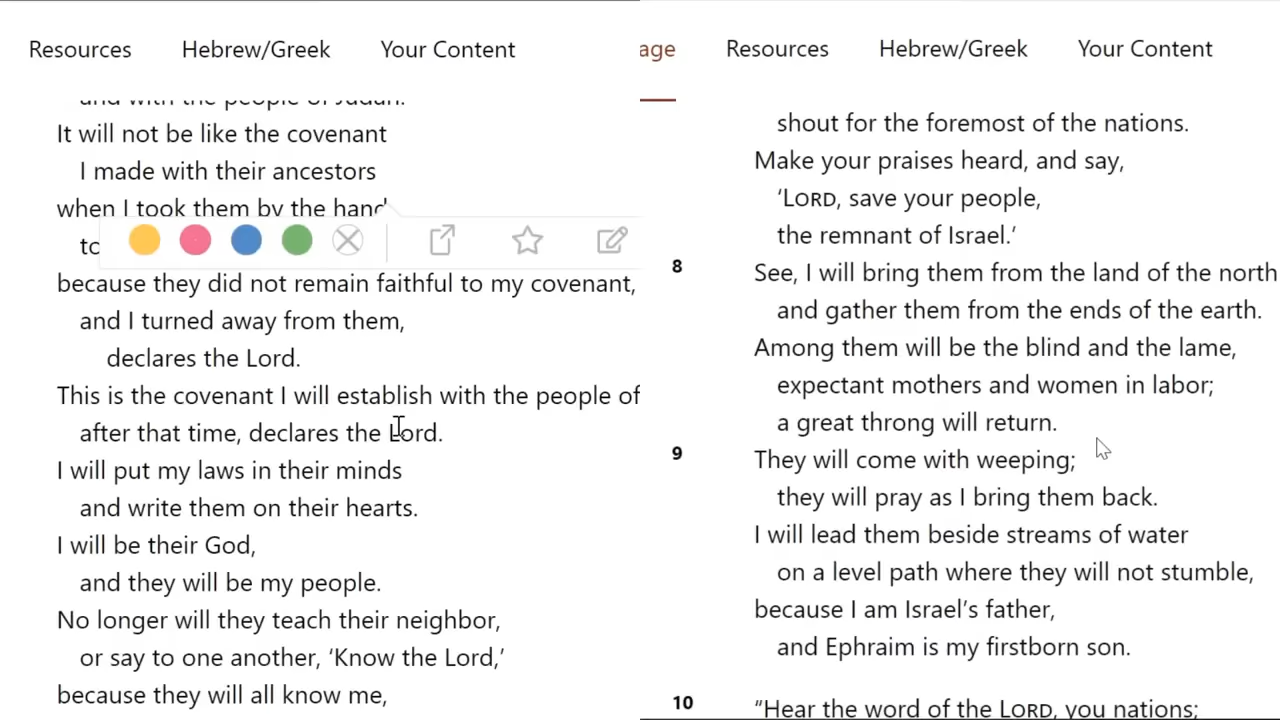 Resources Hebrew/Greek Your Content
and with the people of Judah.
It will not be like the covenant
I made with their ancestors
when I took them by the hand
to
because they did not remain faithful to my covenant,
and I turned away from them,
declares the Lord.
This is the covenant I will establish with the people of
after that time, declares the Lord.
I will put my laws in their minds
and write them on their hearts.
I will be their God,
and they will be my people.
No longer will they teach their neighbor,
or say to one another, ‘Know the Lord,’
because they will all know me,
age Resources Hebrew/Greek Your Content
shout for the foremost of the nations.
Make your praises heard, and say,
‘LORD, save your people,
the remnant of Israel.’
8 See, I will bring them from the land of the north
and gather them from the ends of the earth.
Among them will be the blind and the lame,
expectant mothers and women in labor;
a great throng will return.
9 They will come with weeping;
they will pray as I bring them back.
I will lead them beside streams of water
on a level path where they will not stumble,
because I am Israel’s father,
and Ephraim is my firstborn son.
10 “Hear the word of the LORD, you nations;